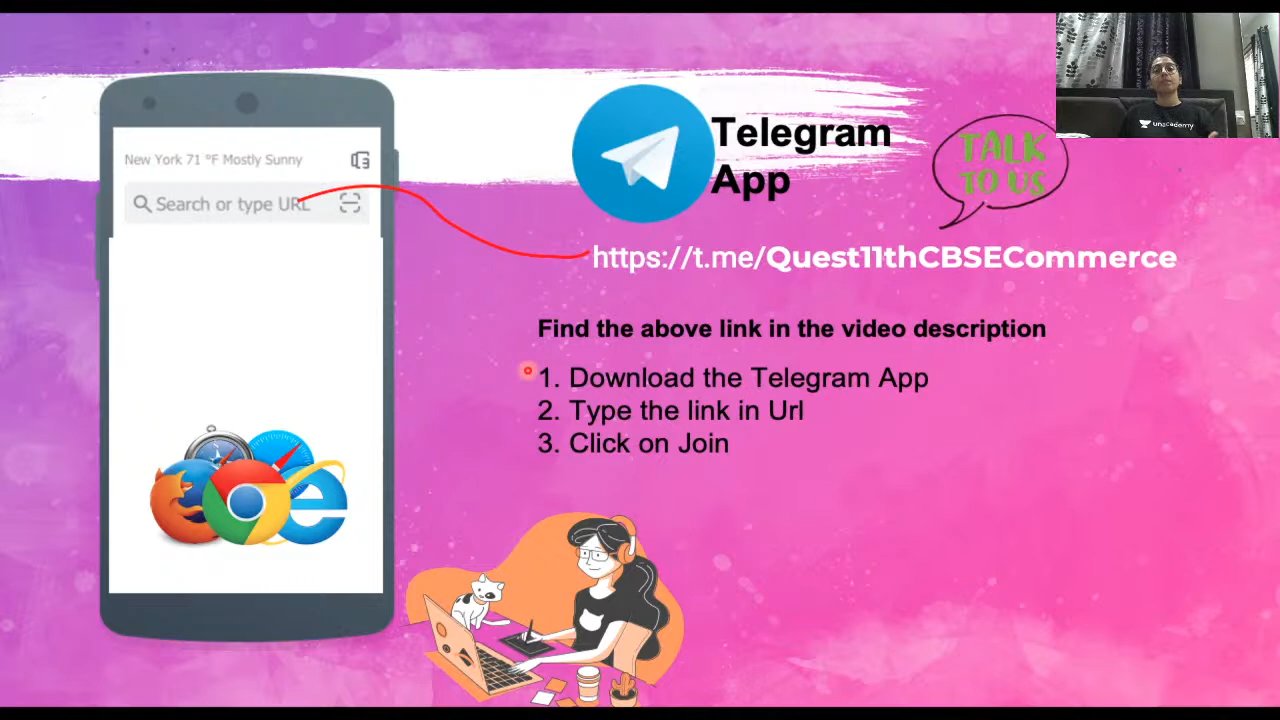 New York 71 °F Mostly Sunny
Search or type URL
Telegram
App
TALK
TO US
unacademy
https://t.me/Quest11thCBSECommerce
Find the above link in the video description
1. Download the Telegram App
2. Type the link in Url
3. Click on Join